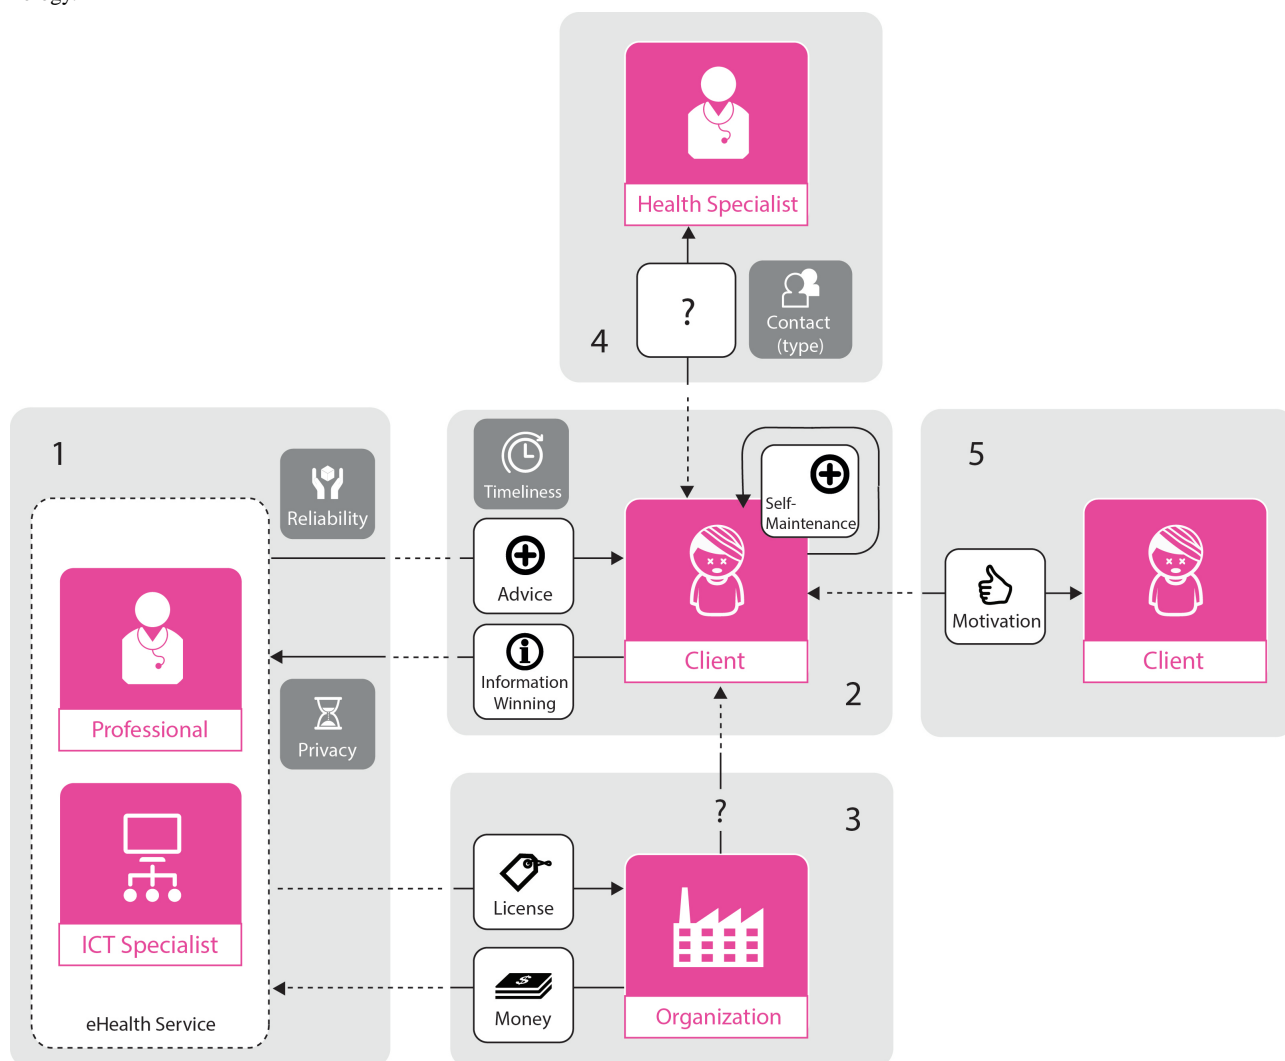 Health Specialist
?
Contact
(type)
4
1
Reliability
Timeliness
Self-
Maintenance
5
Advice
Motivation
Client
Client
Information
Winning
2
Professional
Privacy
?
3
License
ICT Specialist
Money
$
Organization
eHealth Service